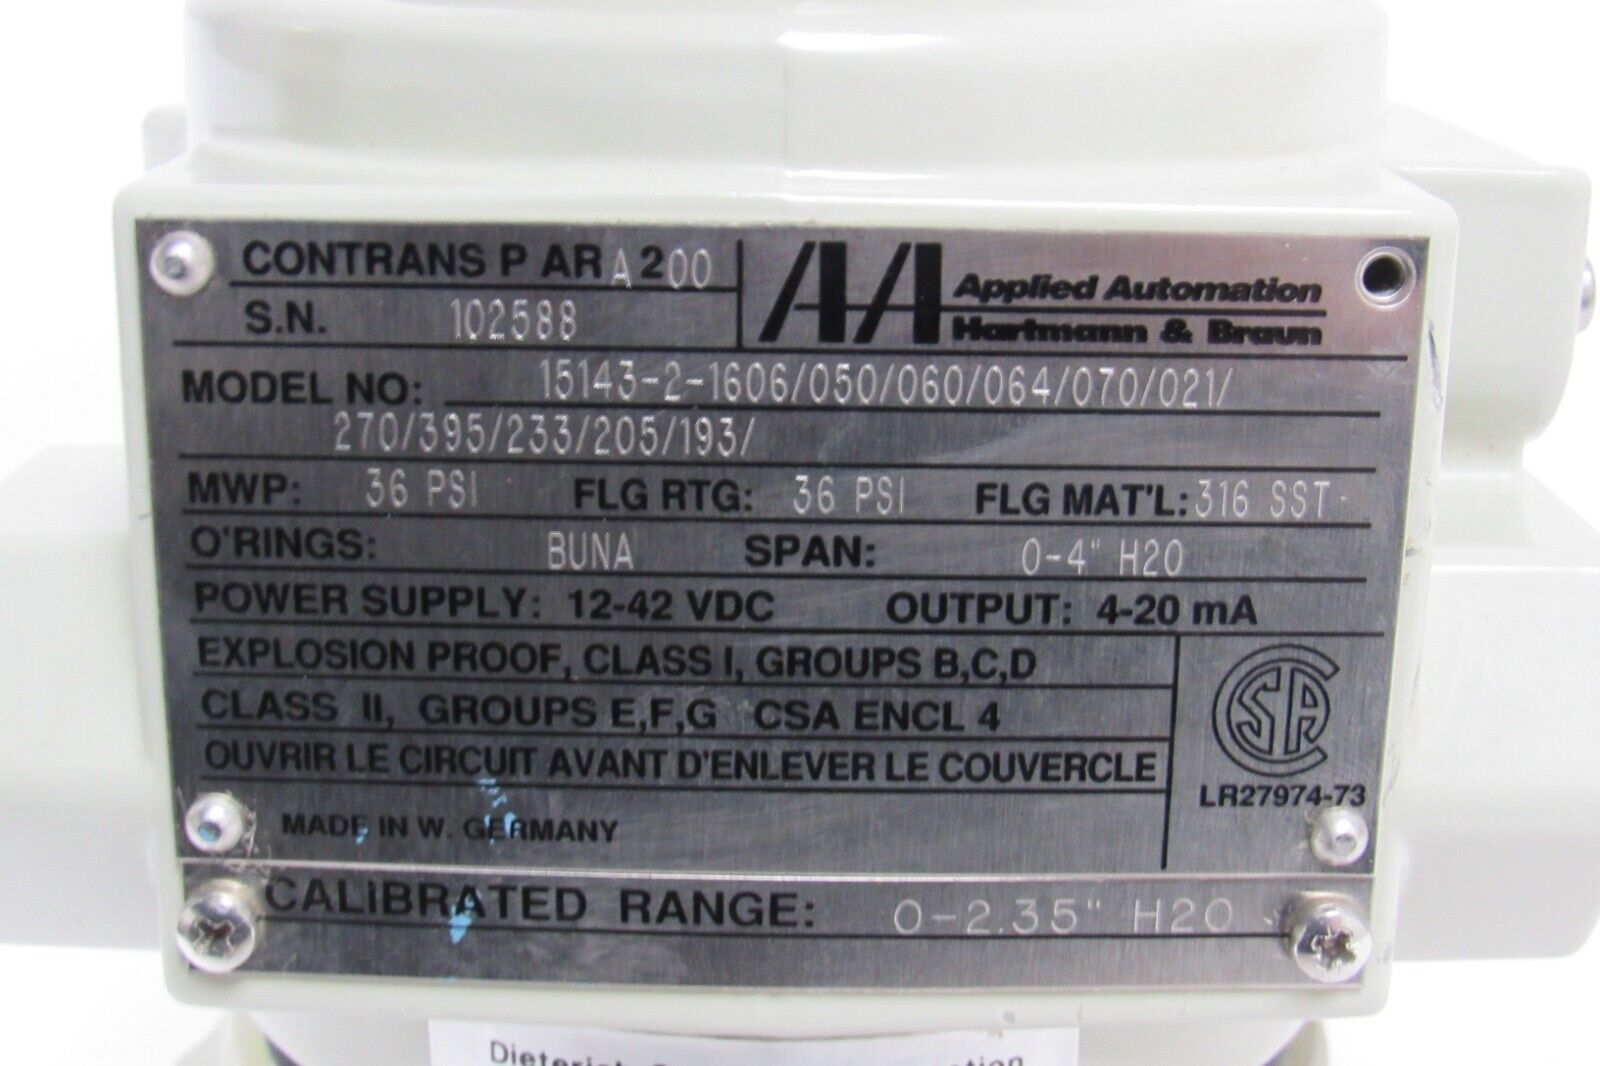 CONTRANS P AR A 200
S.N. 102588
AA Applied Automation
Hartmann & Braun
MODEL NO: 15143-2-1606/050/060/064/070/021/
270/395/233/205/193/
MWP: 36 PSI FLG RTG: 36 PSI FLG MAT'L: 316 SST
O'RINGS: BUNA SPAN: 0-4" H20
POWER SUPPLY: 12-42 VDC OUTPUT: 4-20 mA
EXPLOSION PROOF, CLASS I, GROUPS B,C,D
CLASS II, GROUPS E,F,G CSA ENCL 4
OUVRIR LE CIRCUIT AVANT D'ENLEVER LE COUVERCLE
CSA
LR27974-73
MADE IN W. GERMANY
CALIBRATED RANGE: 0-2.35" H20